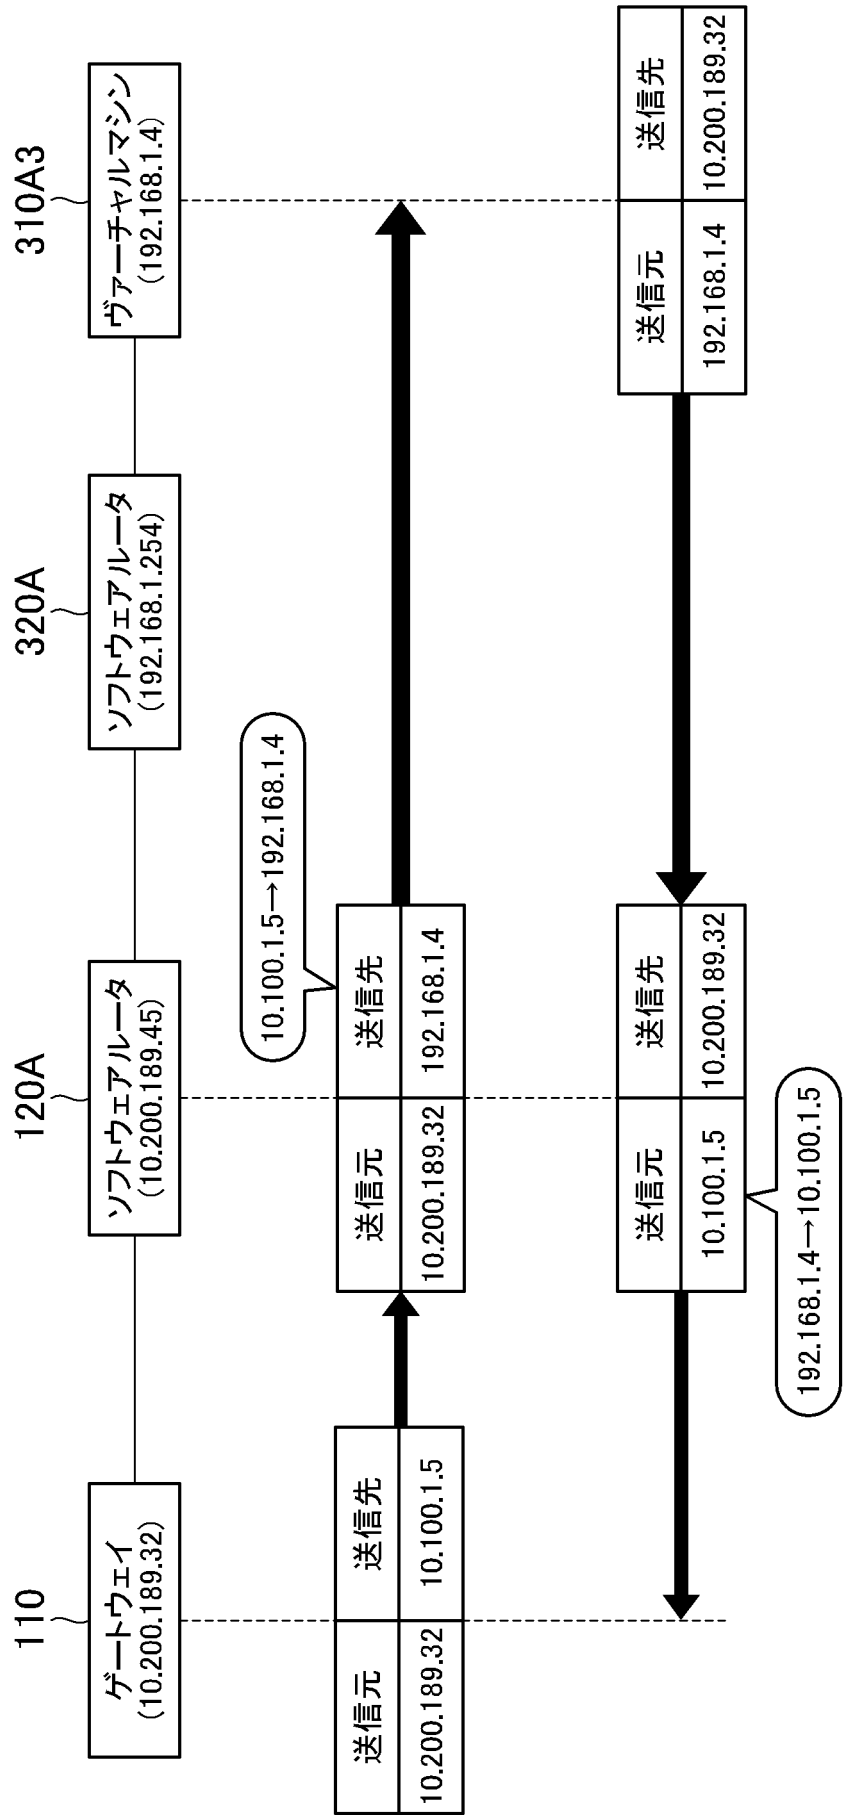 110
ゲートウェイ
(10.200.189.32)
120A
ソフトウェアルータ
(10.200.189.45)
320A
ソフトウェアルータ
(192.168.1.254)
310A3
ヴァーチャルマシン
(192.168.1.4)
10.100.1.5→192.168.1.4
送信元 送信先
10.200.189.32 10.100.1.5
送信元 送信先
10.200.189.32 192.168.1.4
送信元 送信先
10.100.1.5 10.200.189.32
送信元 送信先
192.168.1.4 10.200.189.32
192.168.1.4→10.100.1.5